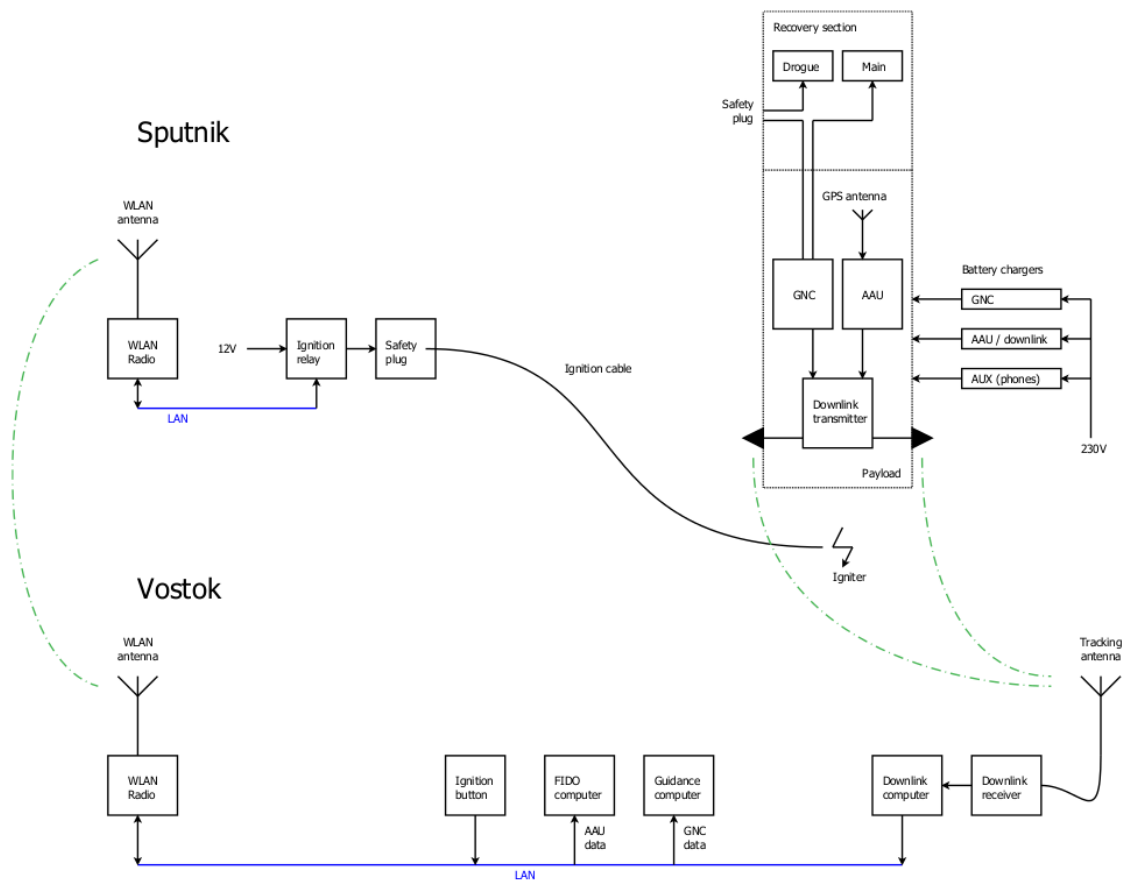 Recovery section
Drogue
Main
Safety
plug
Sputnik
WLAN
antenna
GPS antenna
Battery chargers
GNC
AAU
GNC
WLAN
Radio
12V
Ignition
relay
Safety
plug
AAU / downlink
Ignition cable
AUX (phones)
LAN
Downlink
transmitter
230V
Payload
Igniter
Vostok
WLAN
antenna
Tracking
antenna
WLAN
Radio
Ignition
button
FIDO
computer
Guidance
computer
Downlink
computer
Downlink
receiver
AAU
data
GNC
data
LAN